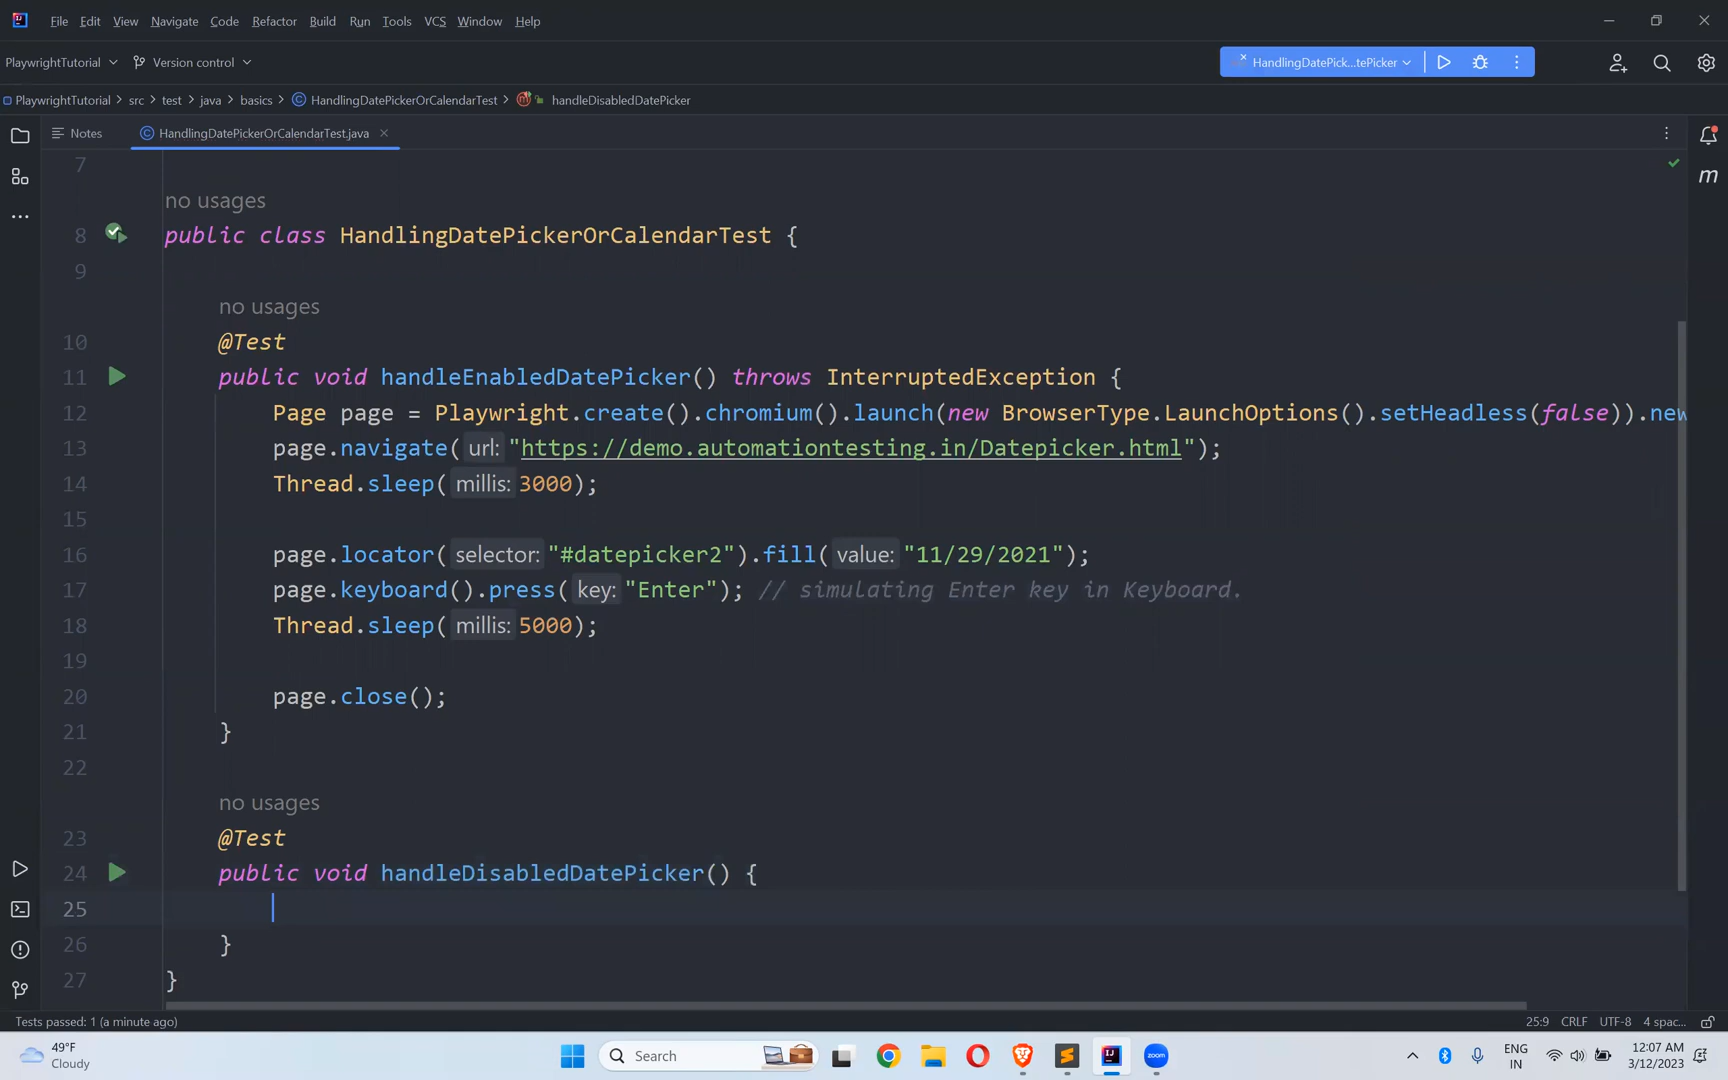 File Edit View Navigate Code Refactor Build Run Tools VCS Window Help
PlaywrightTutorial Version control HandlingDatePick...tePicker
PlaywrightTutorial > src > test > java > basics > HandlingDatePickerOrCalendarTest > handleDisabledDatePicker
Notes HandlingDatePickerOrCalendarTest.java
7
no usages
8 public class HandlingDatePickerOrCalendarTest {
9
no usages
10 @Test
11 public void handleEnabledDatePicker() throws InterruptedException {
12 Page page = Playwright.create().chromium().launch(new BrowserType.LaunchOptions().setHeadless(false)).new
13 page.navigate( url: "https://demo.automationtesting.in/Datepicker.html");
14 Thread.sleep( millis: 3000);
15
16 page.locator( selector: "#datepicker2").fill( value: "11/29/2021");
17 page.keyboard().press( key: "Enter"); // simulating Enter key in Keyboard.
18 Thread.sleep( millis: 5000);
19
20 page.close();
21 }
22
no usages
23 @Test
24 public void handleDisabledDatePicker() {
25
26 }
27 }
Tests passed: 1 (a minute ago) 25:9 CRLF UTF-8 4 spac...
49°F
Cloudy
Search
zoom
ENG
IN
12:07 AM
3/12/2023